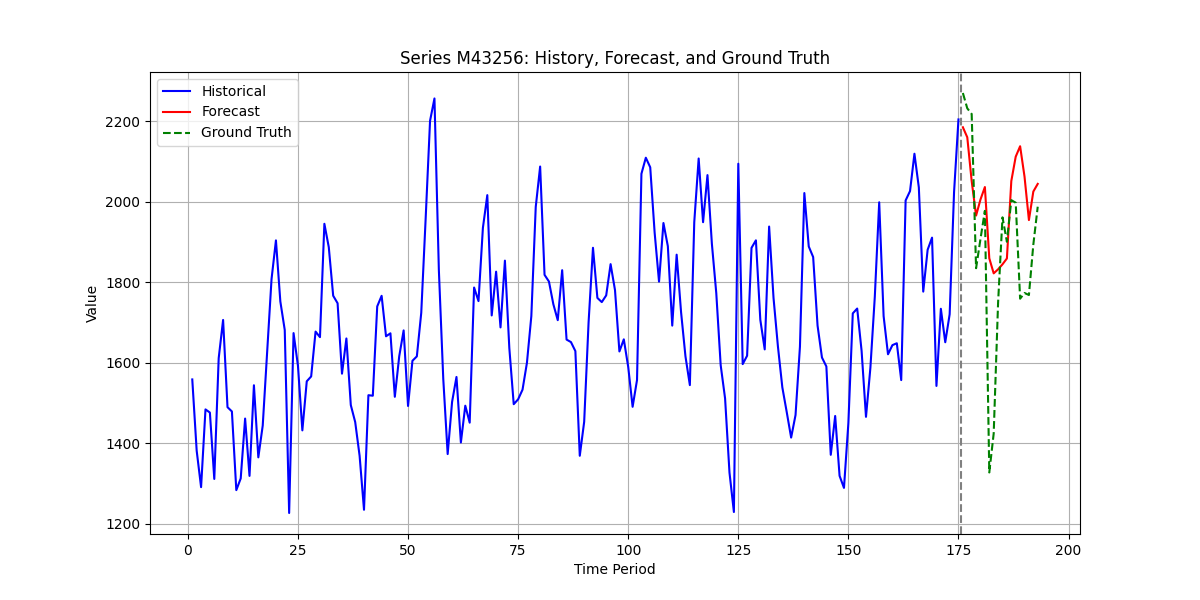 Series M43256: History, Forecast, and Ground Truth
Historical
Forecast
Ground Truth
Value
2200
2000
1800
1600
1400
1200
0 25 50 75 100 125 150 175 200
Time Period